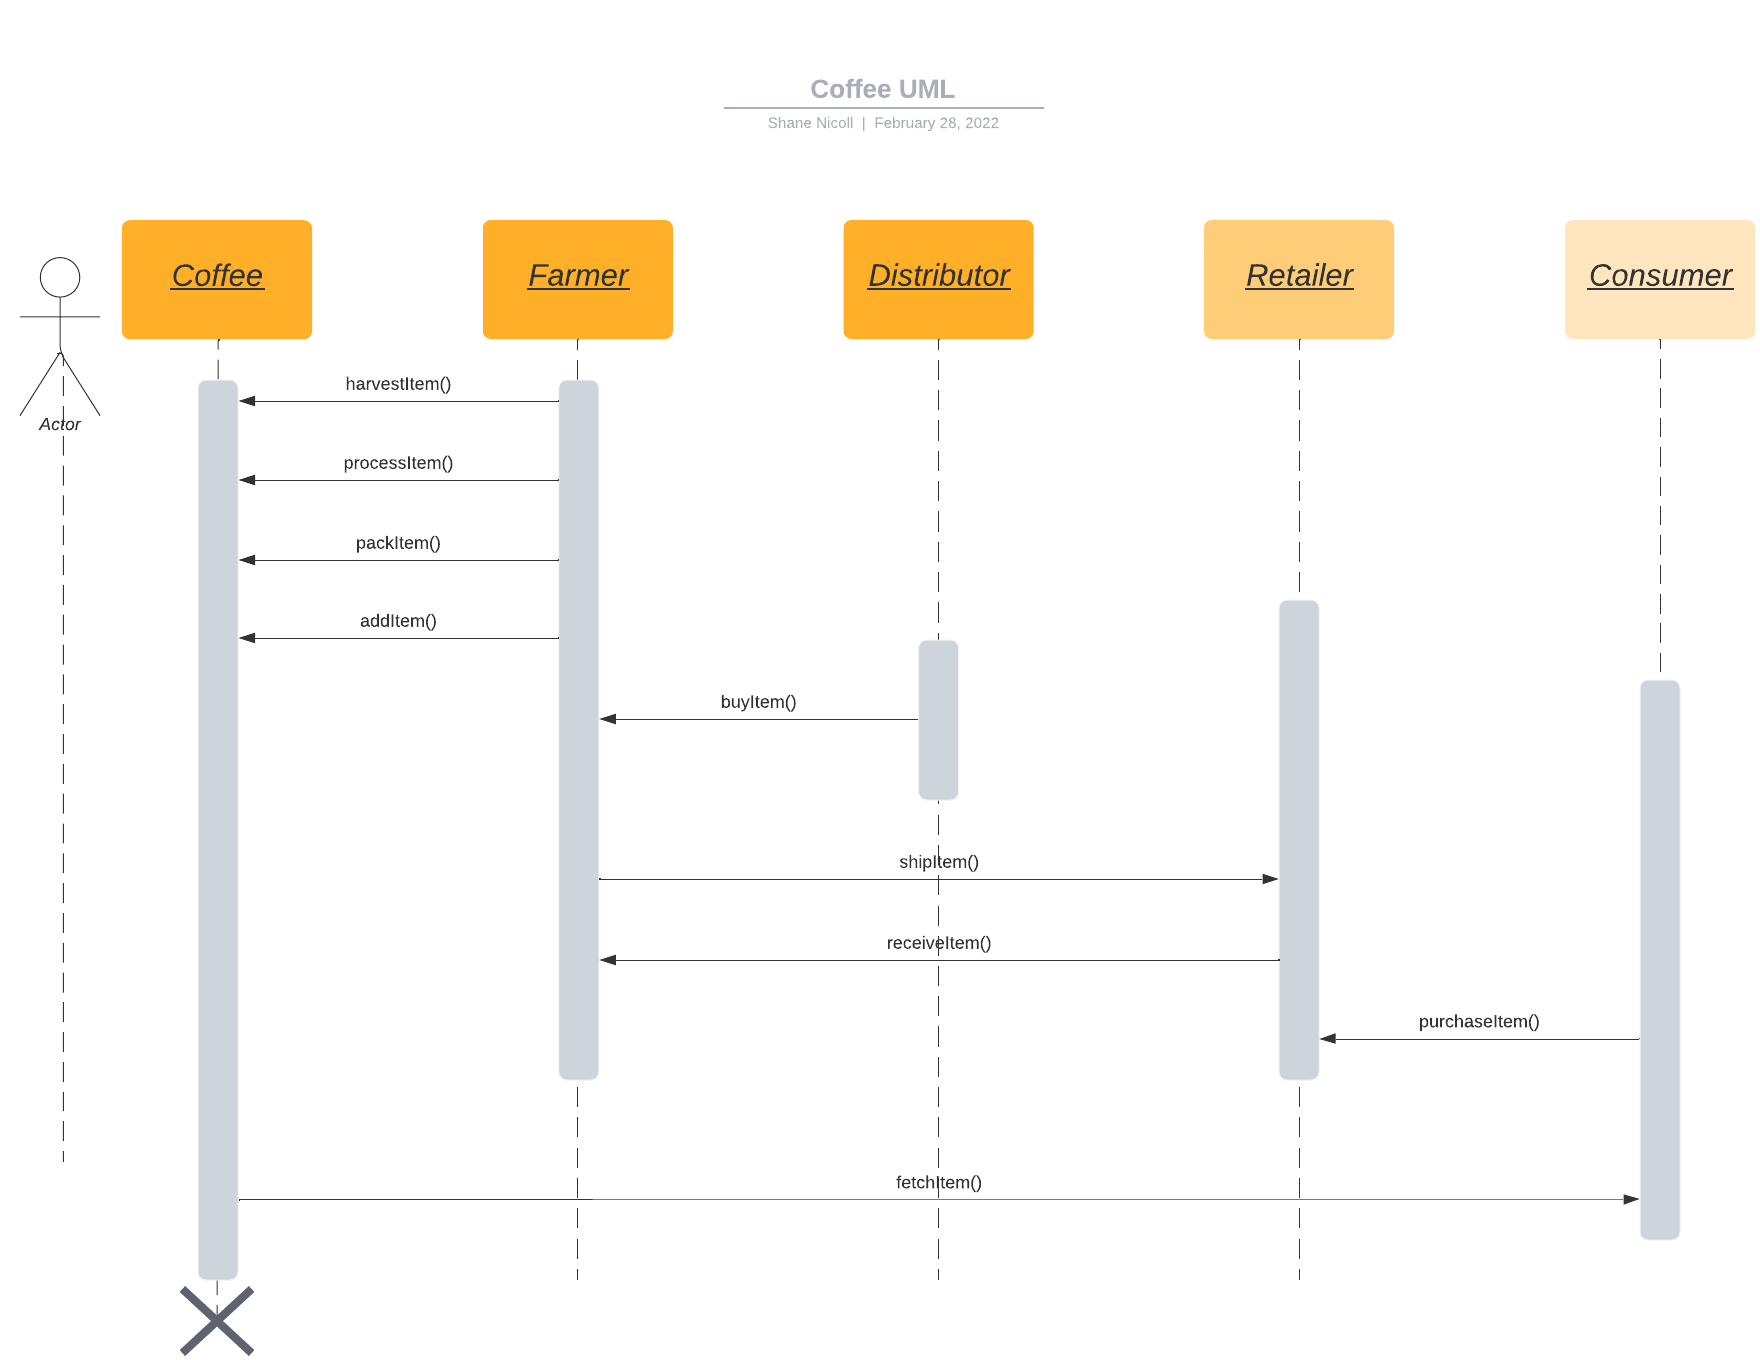 Coffee UML
Shane Nicoll | February 28, 2022
Coffee
Farmer
Distributor
Retailer
Consumer
Actor
harvestItem()
processItem()
packItem()
addItem()
buyItem()
shipItem()
receiveItem()
purchaseItem()
fetchItem()